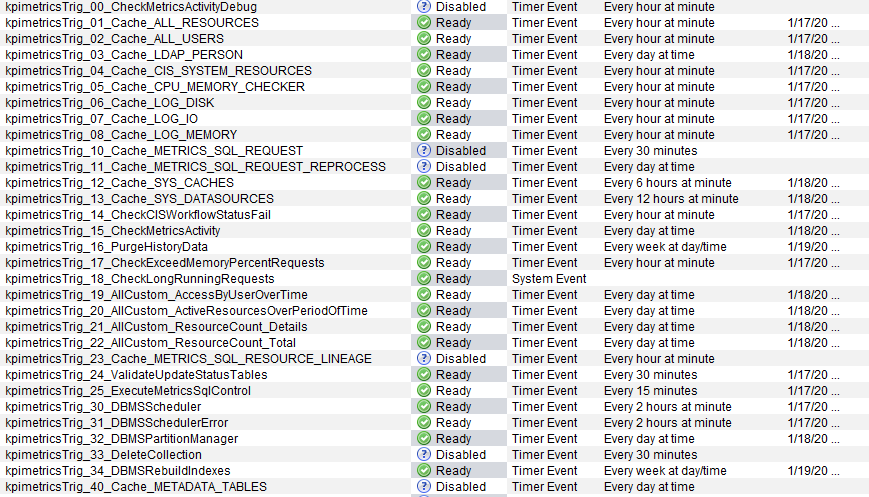 kpimetricsTrig_00_CheckMetricsActivityDebug Disabled Timer Event Every hour at minute
kpimetricsTrig_01_Cache_ALL_RESOURCES Ready Timer Event Every hour at minute 1/17/20 ...
kpimetricsTrig_02_Cache_ALL_USERS Ready Timer Event Every hour at minute 1/17/20 ...
kpimetricsTrig_03_Cache_LDAP_PERSON Ready Timer Event Every day at time 1/18/20 ...
kpimetricsTrig_04_Cache_CIS_SYSTEM_RESOURCES Ready Timer Event Every hour at minute 1/17/20 ...
kpimetricsTrig_05_Cache_CPU_MEMORY_CHECKER Ready Timer Event Every hour at minute 1/17/20 ...
kpimetricsTrig_06_Cache_LOG_DISK Ready Timer Event Every hour at minute 1/17/20 ...
kpimetricsTrig_07_Cache_LOG_IO Ready Timer Event Every hour at minute 1/17/20 ...
kpimetricsTrig_08_Cache_LOG_MEMORY Ready Timer Event Every hour at minute 1/17/20 ...
kpimetricsTrig_10_Cache_METRICS_SQL_REQUEST Disabled Timer Event Every 30 minutes
kpimetricsTrig_11_Cache_METRICS_SQL_REQUEST_REPROCESS Disabled Timer Event Every day at time
kpimetricsTrig_12_Cache_SYS_CACHES Ready Timer Event Every 6 hours at minute 1/18/20 ...
kpimetricsTrig_13_Cache_SYS_DATASOURCES Ready Timer Event Every 12 hours at minute 1/18/20 ...
kpimetricsTrig_14_CheckCISWorkflowStatusFail Ready Timer Event Every hour at minute 1/17/20 ...
kpimetricsTrig_15_CheckMetricsActivity Ready Timer Event Every day at time 1/18/20 ...
kpimetricsTrig_16_PurgeHistoryData Ready Timer Event Every week at day/time 1/19/20 ...
kpimetricsTrig_17_CheckExceedMemoryPercentRequests Ready Timer Event Every hour at minute 1/17/20 ...
kpimetricsTrig_18_CheckLongRunningRequests Ready System Event
kpimetricsTrig_19_AllCustom_AccessByUserOverTime Ready Timer Event Every day at time 1/18/20 ...
kpimetricsTrig_20_AllCustom_ActiveResourcesOverPeriodOfTime Ready Timer Event Every day at time 1/18/20 ...
kpimetricsTrig_21_AllCustom_ResourceCount_Details Ready Timer Event Every day at time 1/18/20 ...
kpimetricsTrig_22_AllCustom_ResourceCount_Total Ready Timer Event Every day at time 1/18/20 ...
kpimetricsTrig_23_Cache_METRICS_SQL_RESOURCE_LINEAGE Disabled Timer Event Every hour at minute
kpimetricsTrig_24_ValidateUpdateStatusTables Ready Timer Event Every 30 minutes 1/17/20 ...
kpimetricsTrig_25_ExecuteMetricsSqlControl Ready Timer Event Every 15 minutes 1/17/20 ...
kpimetricsTrig_30_DBMSScheduler Ready Timer Event Every 2 hours at minute 1/17/20 ...
kpimetricsTrig_31_DBMSSchedulerError Ready Timer Event Every 2 hours at minute 1/17/20 ...
kpimetricsTrig_32_DBMSPartitionManager Ready Timer Event Every day at time 1/18/20 ...
kpimetricsTrig_33_DeleteCollection Disabled Timer Event Every 30 minutes
kpimetricsTrig_34_DBMSRebuildIndexes Ready Timer Event Every week at day/time 1/19/20 ...
kpimetricsTrig_40_Cache_METADATA_TABLES Disabled Timer Event Every day at time